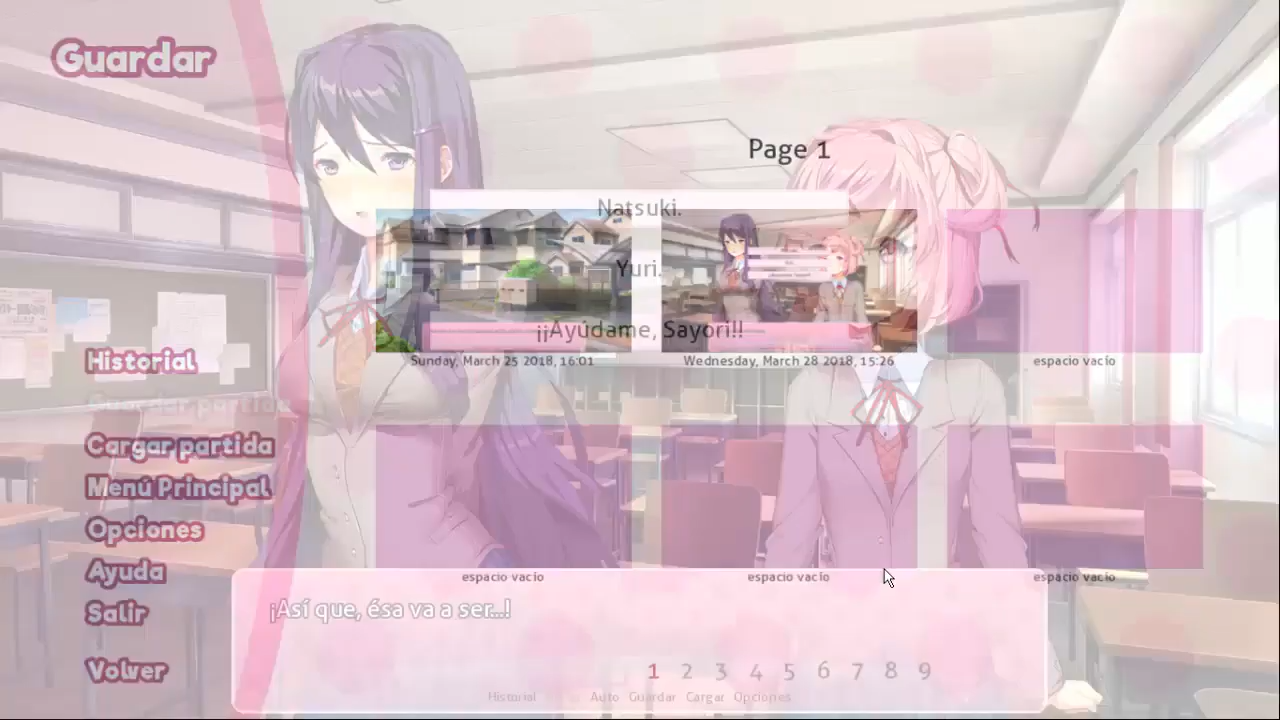 Guardar
Page 1
Natsuki.
Yuri.
¡¡Ayúdame, Sayori!!
Sunday, March 25 2018, 16:01
Wednesday, March 28 2018, 15:26
espacio vacío
Historial
Guardar partida
Cargar partida
Menú Principal
Opciones
Ayuda
Salir
Volver
espacio vacío
espacio vacío
espacio vacío
¡Así que, ésa va a ser...!
1 2 3 4 5 6 7 8 9
Historial Auto Guardar Cargar Opciones